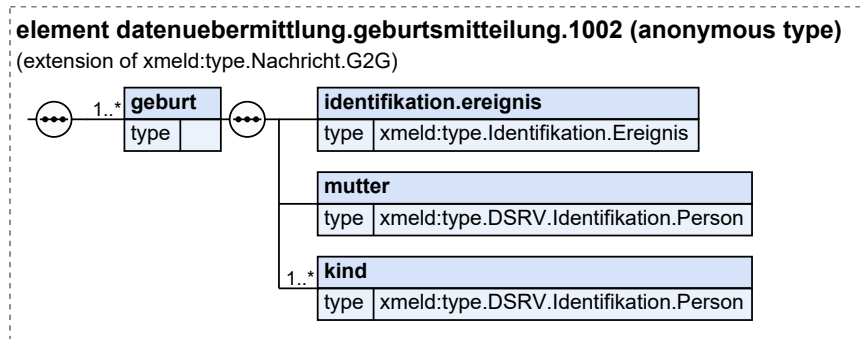 element datenuebermittlung.geburtsmitteilung.1002 (anonymous type)
(extension of xmeld:type.Nachricht.G2G)
1..* geburt
type
identifikation.ereignis
type xmeld:type.Identifikation.Ereignis
mutter
type xmeld:type.DSRV.Identifikation.Person
1..* kind
type xmeld:type.DSRV.Identifikation.Person